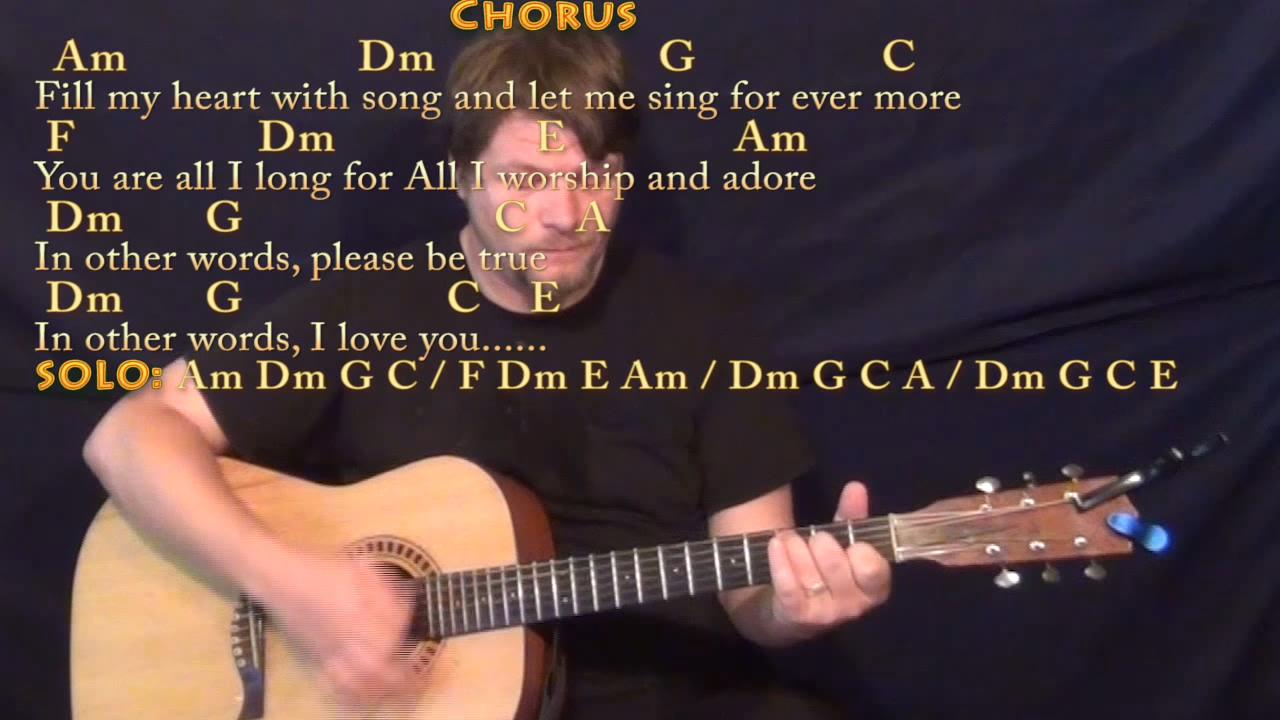 CHORUS
Am Dm G C
Fill my heart with song and let me sing for ever more
F Dm E Am
You are all I long for All I worship and adore
Dm G C A
In other words, please be true
Dm G C E
In other words, I love you......
SOLO: Am Dm G C / F Dm E Am / Dm G C A / Dm G C E